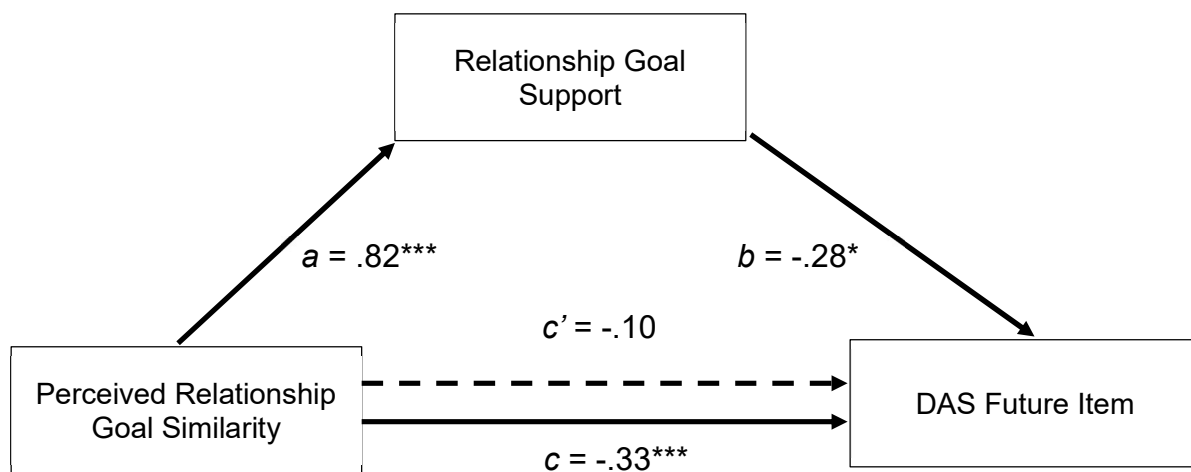 Relationship Goal
Support
a = .82***
b = -.28*
c’ = -.10
Perceived Relationship
Goal Similarity
DAS Future Item
c = -.33***